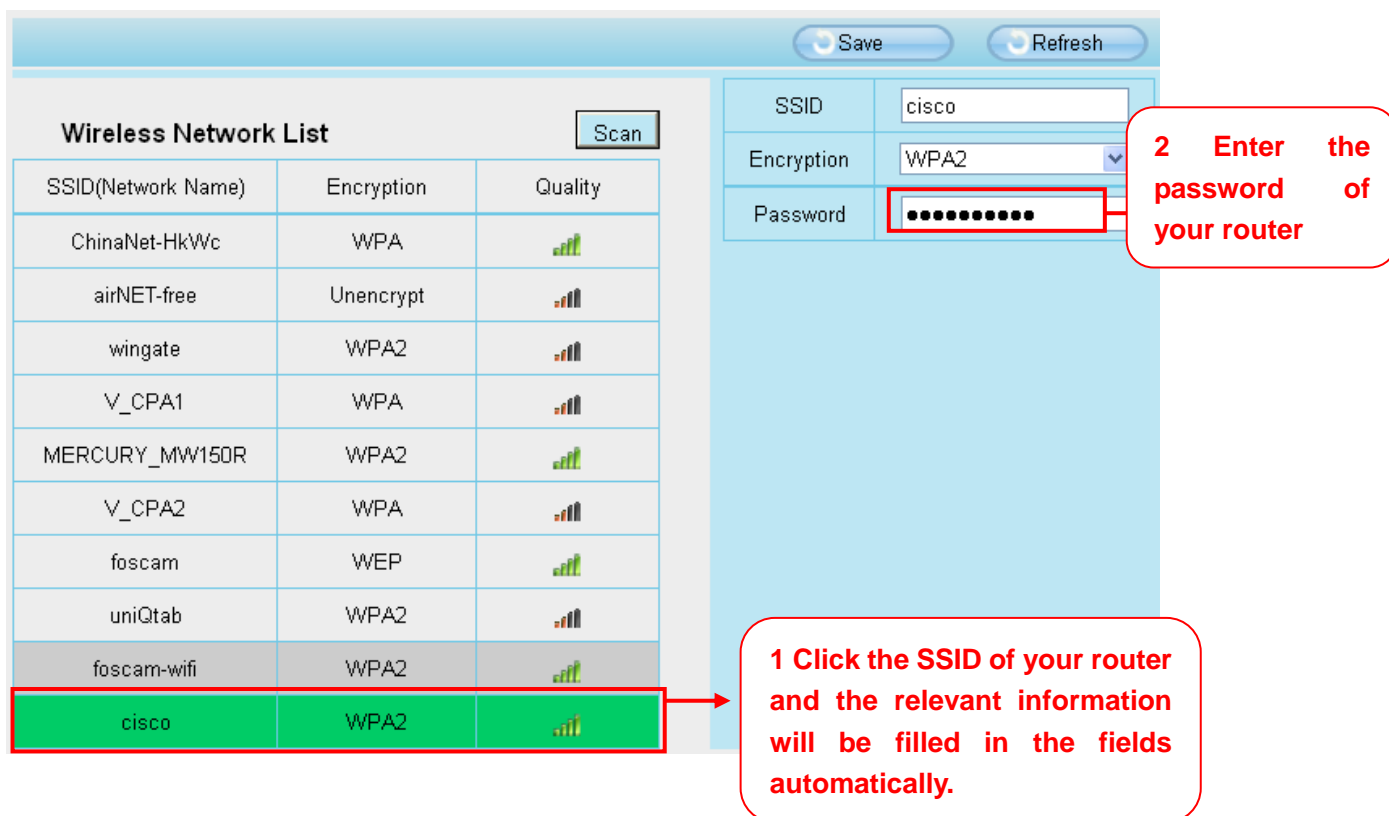 Save Refresh
Wireless Network List Scan
SSID(Network Name) Encryption Quality
ChinaNet-HkWc WPA
airNET-free Unencrypt
wingate WPA2
V_CPA1 WPA
MERCURY_MW150R WPA2
V_CPA2 WPA
foscam WEP
uniQtab WPA2
foscam-wifi WPA2
cisco WPA2
SSID cisco
Encryption WPA2
Password ●●●●●●●●●●
2 Enter the
password of
your router
1 Click the SSID of your router
and the relevant information
will be filled in the fields
automatically.